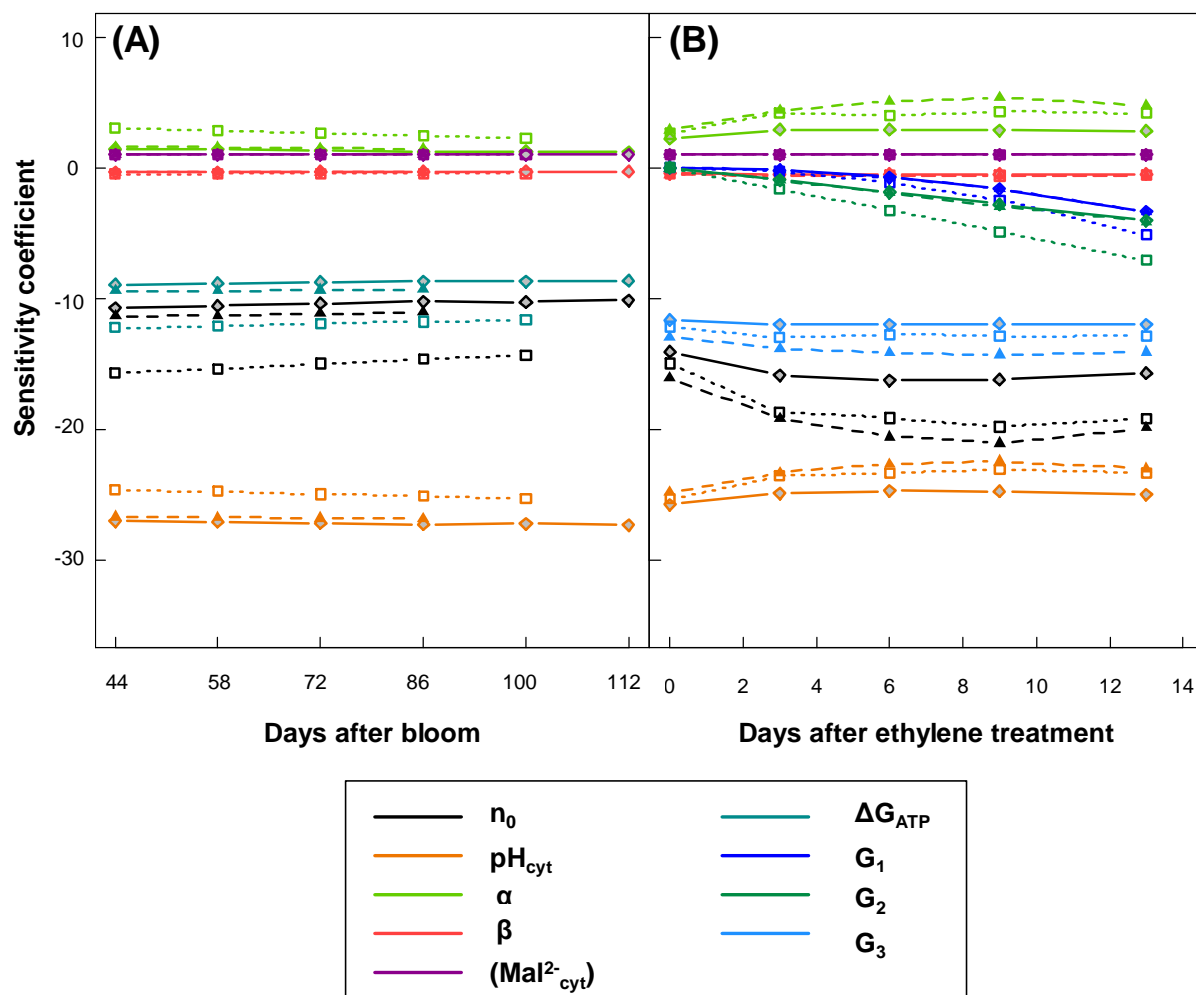 (A)
(B)
10
0
-10
-20
-30
Sensitivity coefficient
44 58 72 86 100 112
0 2 4 6 8 10 12 14
Days after bloom
Days after ethylene treatment
n₀
pHcyt
α
β
(Mal²⁻cyt)
ΔG_ATP
G₁
G₂
G₃